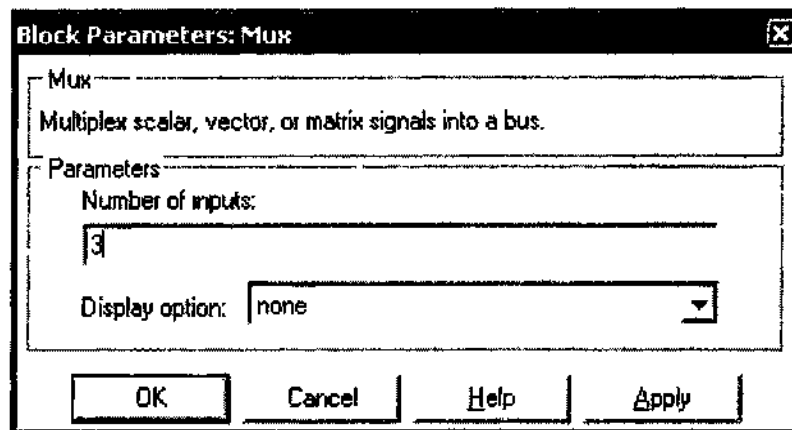 Block Parameters: Mux
Mux
Multiplex scalar, vector, or matrix signals into a bus.
Parameters
Number of inputs:
3
Display option: none
OK Cancel Help Apply